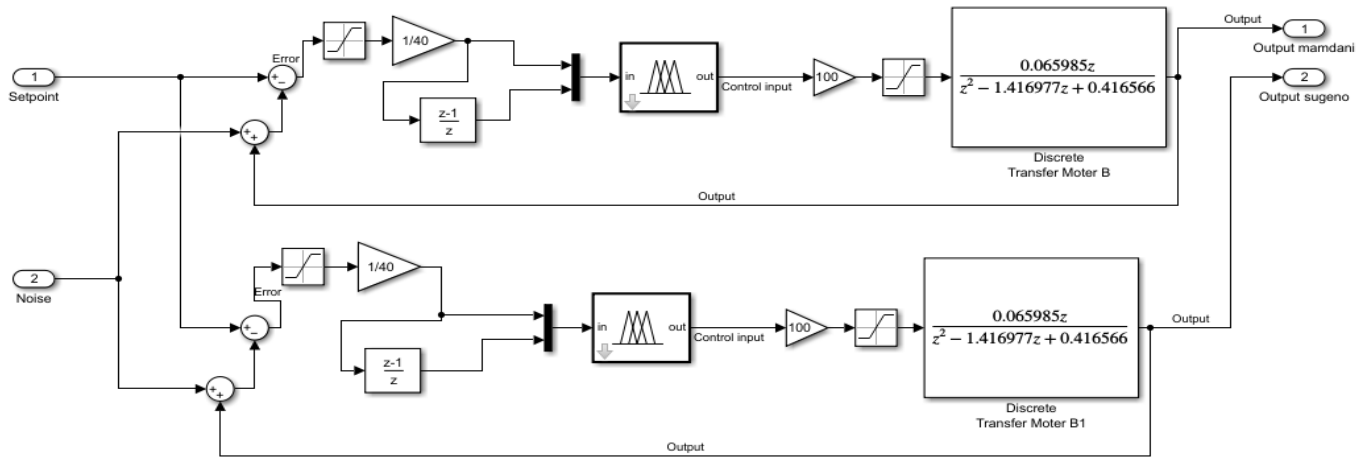 1
Setpoint
Error
+
−
+
+
1/40
z-1
z
in
out
Control input
100
0.065985z
z² − 1.416977z + 0.416566
Discrete
Transfer Moter B
Output
1
Output mamdani
2
Output sugeno
Output
2
Noise
Error
+
−
+
+
1/40
z-1
z
in
out
Control input
100
0.065985z
z² − 1.416977z + 0.416566
Discrete
Transfer Moter B1
Output
Output